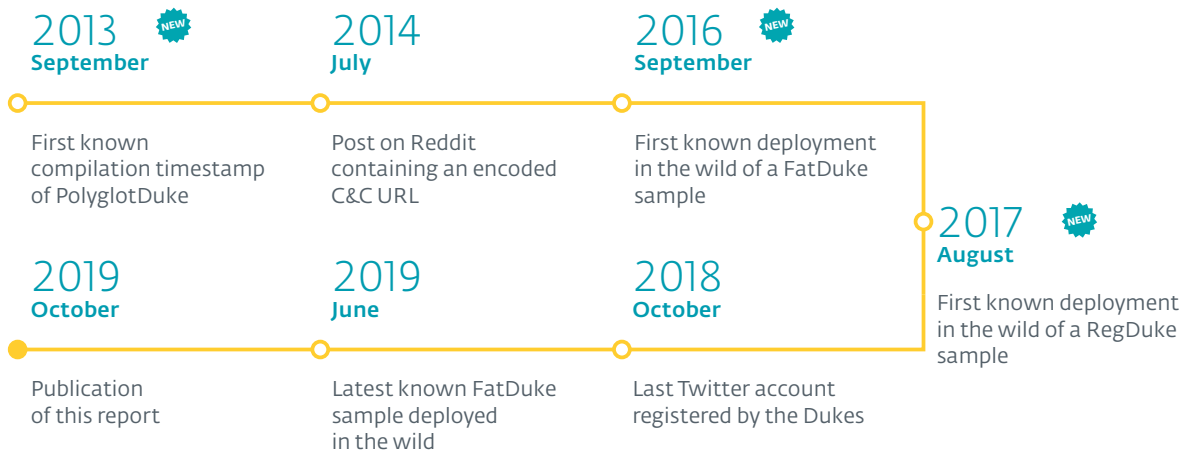 2013
NEW
September
First known
compilation timestamp
of PolyglotDuke
2014
July
Post on Reddit
containing an encoded
C&C URL
2016
NEW
September
First known deployment
in the wild of a FatDuke
sample
2017
NEW
August
First known deployment
in the wild of a RegDuke
sample
2018
October
Last Twitter account
registered by the Dukes
2019
June
Latest known FatDuke
sample deployed
in the wild
2019
October
Publication
of this report